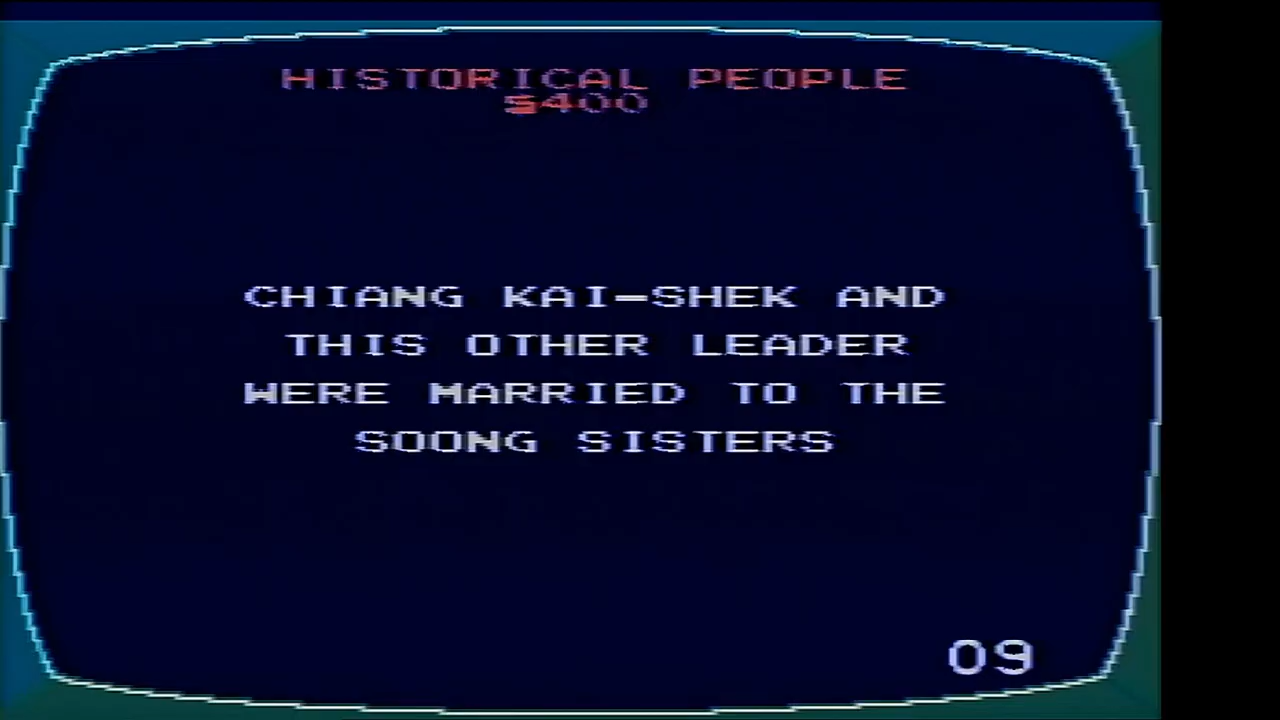 HISTORICAL PEOPLE
$400
CHIANG KAI-SHEK AND
THIS OTHER LEADER
WERE MARRIED TO THE
SOONG SISTERS
09